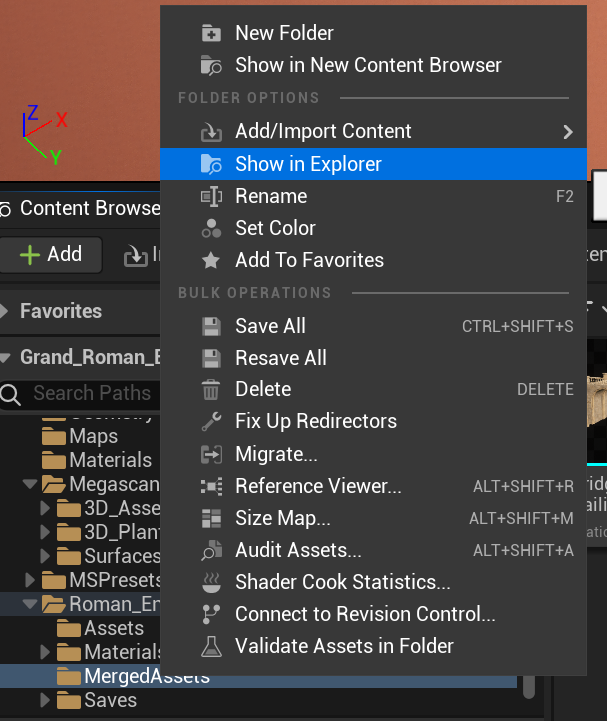 New Folder
Show in New Content Browser
FOLDER OPTIONS
Add/Import Content
Show in Explorer
Rename F2
Set Color
Add To Favorites
BULK OPERATIONS
Save All CTRL+SHIFT+S
Resave All
Delete DELETE
Fix Up Redirectors
Migrate...
Reference Viewer... ALT+SHIFT+R
Size Map... ALT+SHIFT+M
Audit Assets... ALT+SHIFT+A
Shader Cook Statistics...
Connect to Revision Control...
Validate Assets in Folder
Z
X
Y
Content Browse
Add
Favorites
Grand_Roman_E
Search Paths
Maps
Materials
Megascan
3D_Asse
3D_Plan
Surfaces
MSPresets
Roman_En
Assets
Materials
MergedAssets
Saves